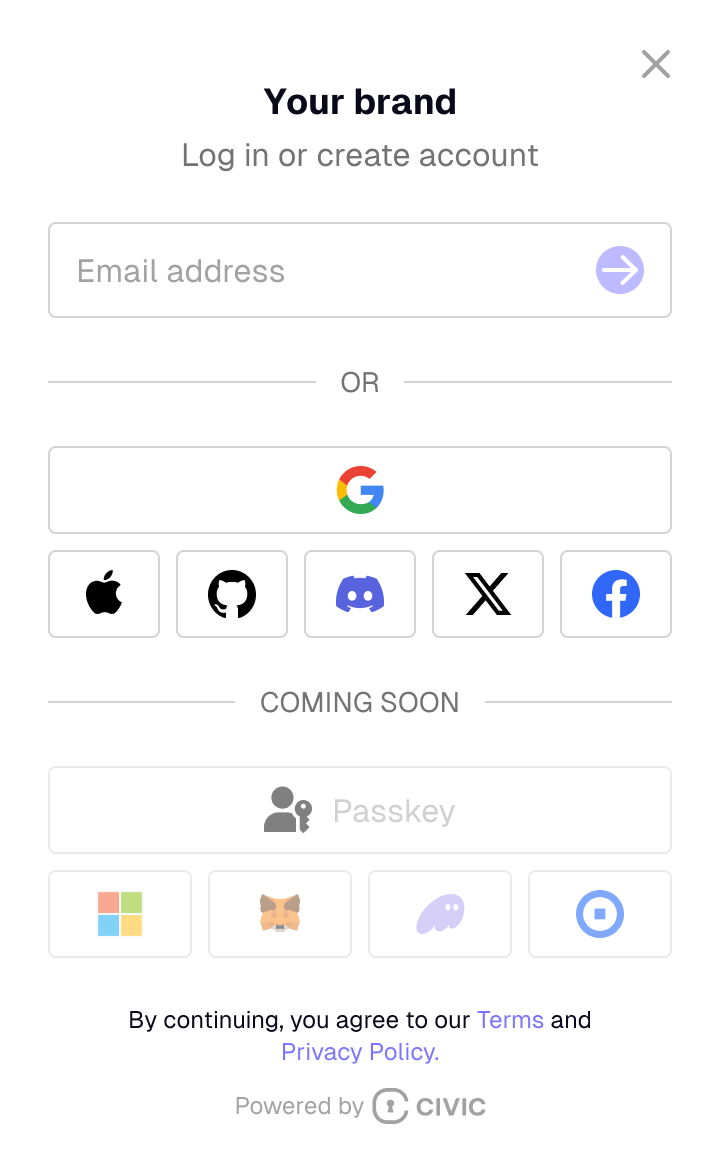 Your brand
Log in or create account
Email address
OR
COMING SOON
Passkey
By continuing, you agree to our Terms and
Privacy Policy.
Powered by CIVIC